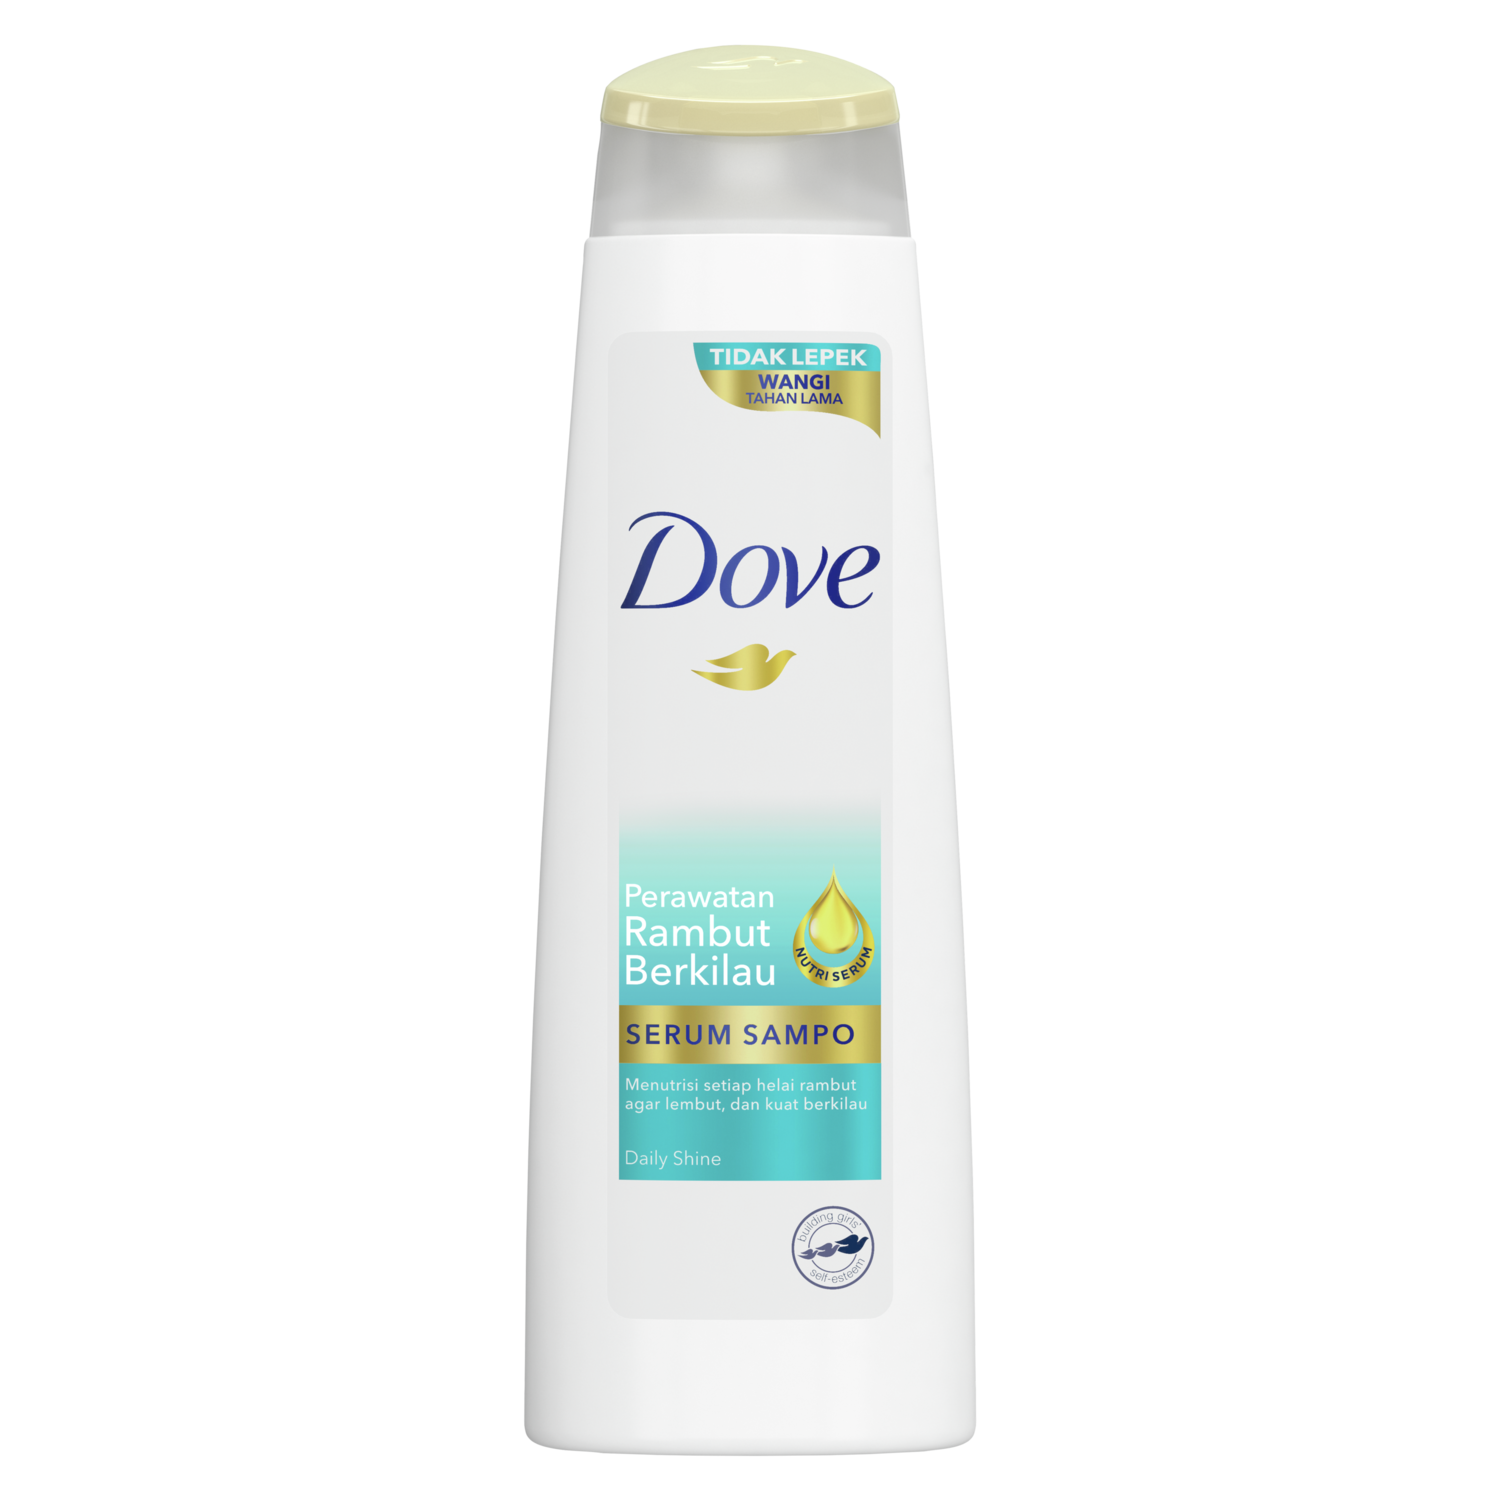 TIDAK LEPEK
WANGI
TAHAN LAMA
Dove
Perawatan
Rambut
Berkilau
NUTRI SERUM
SERUM SAMPO
Menutrisi setiap helai rambut
agar lembut, dan kuat berkilau
Daily Shine
building girls'
self-esteem